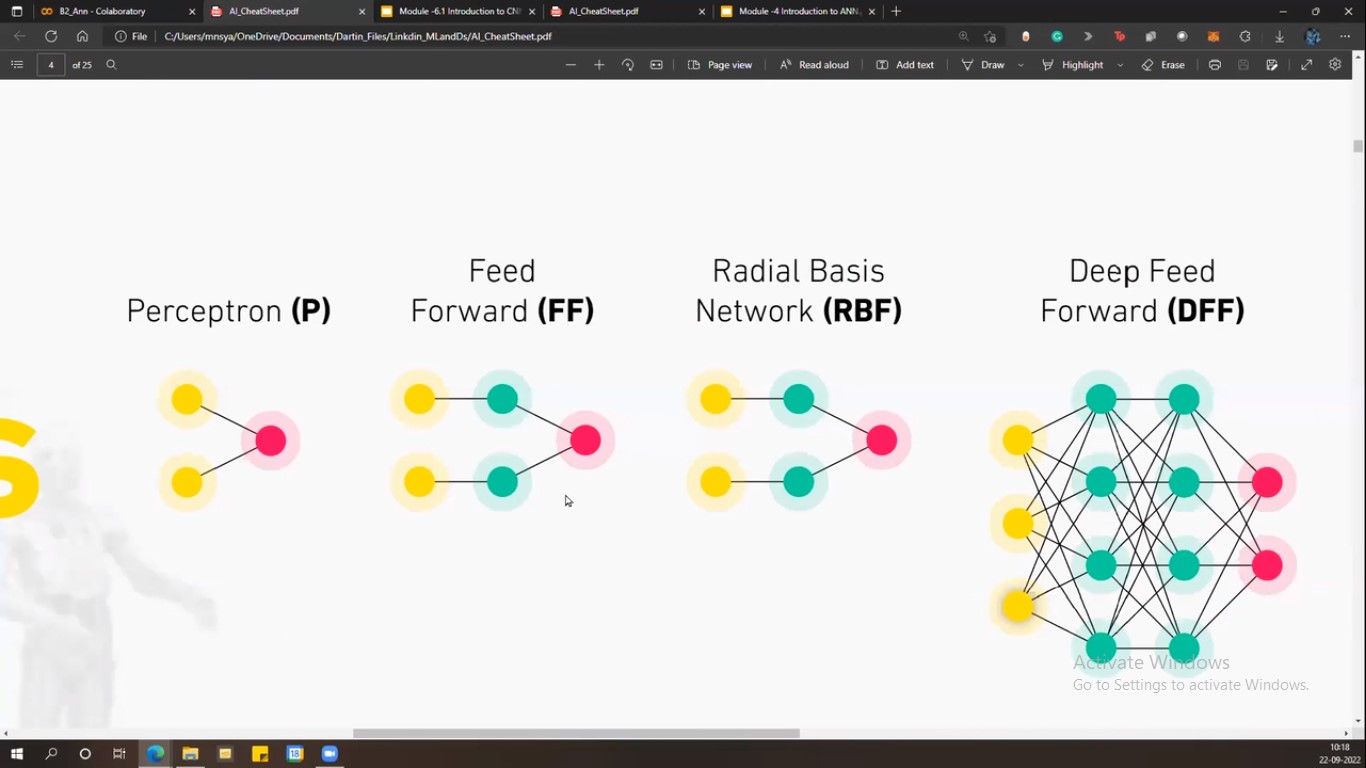 B2_Ann - Colaboratory
AI_CheatSheet.pdf
Module -6.1 Introduction to CNN
AI_CheatSheet.pdf
Module -4 Introduction to ANN.
File
C:/Users/mnsya/OneDrive/Documents/Dartin_Files/Linkdin_MLandDs/AI_CheatSheet.pdf
4 of 25
Page view
Read aloud
Add text
Draw
Highlight
Erase
Perceptron (P)
Feed
Forward (FF)
Radial Basis
Network (RBF)
Deep Feed
Forward (DFF)
S
Activate Windows
Go to Settings to activate Windows.
18
10:18
22-09-2022